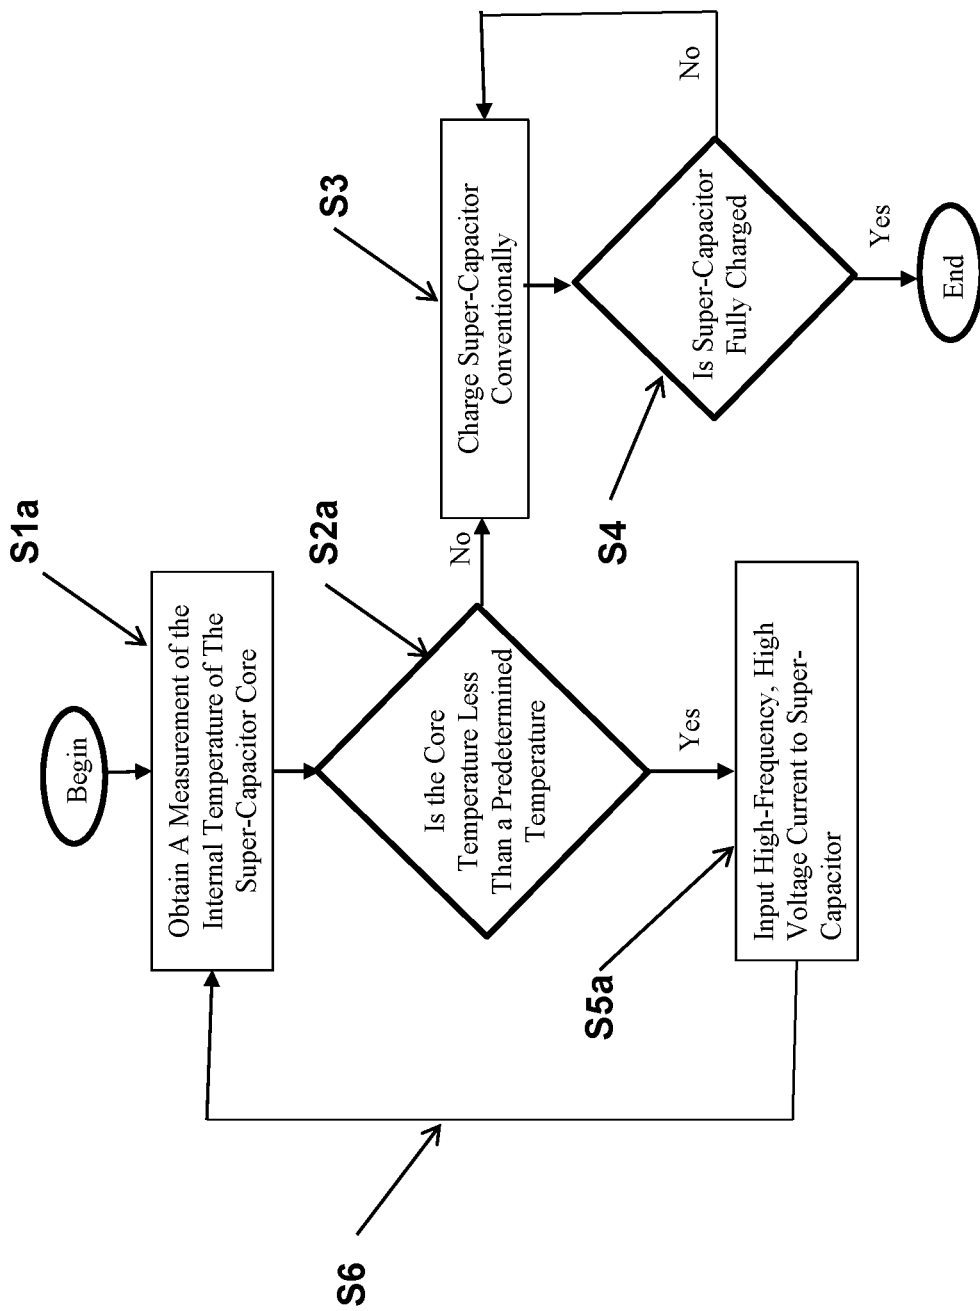 Begin
S1a
Obtain A Measurement of the
Internal Temperature of The
Super-Capacitor Core
S2a
Is the Core
Temperature Less
Than a Predetermined
Temperature
No
Yes
S3
Charge Super-Capacitor
Conventionally
S4
Is Super-Capacitor
Fully Charged
No
Yes
End
S5a
Input High-Frequency, High
Voltage Current to Super-
Capacitor
S6